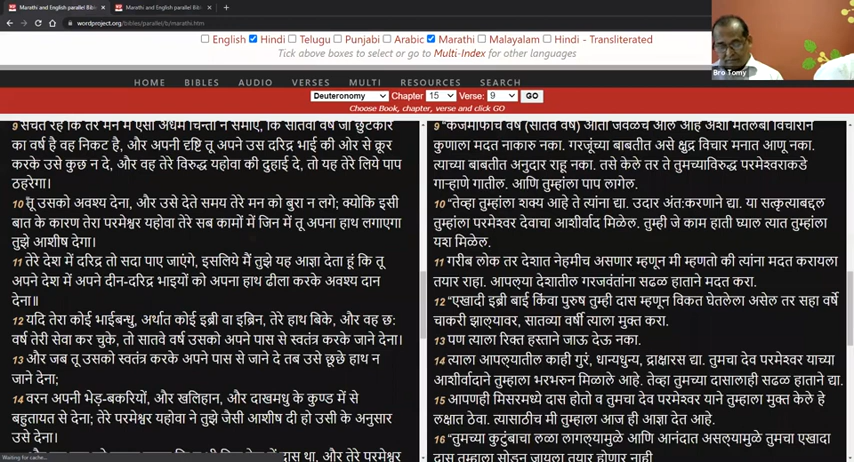 Marathi and English parallel Bibl
Marathi and English parallel Bibl
wordproject.org/bibles/parallel/b/marathi.htm
English Hindi Telugu Punjabi Arabic Marathi Malayalam Hindi - Transliterated
Tick above boxes to select or go to Multi-Index for other languages
Bro Tomy
HOME BIBLES AUDIO VERSES MULTI RESOURCES SEARCH
Deuteronomy Chapter 15 Verse: 9 GO
Choose Book, chapter, verse and click GO
9 सचेत रह कि तेरे मन में ऐसी अधम चिन्ता न समाए, कि सातवां वर्ष जो छुटकारे
का वर्ष है वह निकट है, और अपनी दृष्टि तू अपने उस दरिद्र भाई की ओर से क्रूर
करके उसे कुछ न दे, और वह तेरे विरुद्ध यहोवा की दुहाई दे, तो यह तेरे लिये पाप
ठहरेगा।
10 तू उसको अवश्य देना, और उसे देते समय तेरे मन को बुरा न लगे; क्योकि इसी
बात के कारण तेरा परमेश्वर यहोवा तेरे सब कामों में जिन में तू अपना हाथ लगाएगा
तुझे आशीष देगा।
11 तेरे देश में दरिद्र तो सदा पाए जाएंगे, इसलिये मैं तुझे यह आज्ञा देता हूं कि तू
अपने देश में अपने दीन-दरिद्र भाइयों को अपना हाथ ढीला करके अवश्य दान
देना॥
12 यदि तेरा कोई भाईबन्धु, अर्थात कोई इब्री वा इब्रिन, तेरे हाथ बिके, और वह छ:
वर्ष तेरी सेवा कर चुके, तो सातवे वर्ष उसको अपने पास से स्वतंत्र करके जाने देना।
13 और जब तू उसको स्वतंत्र करके अपने पास से जाने दे तब उसे छूछे हाथ न
जाने देना;
14 वरन अपनी भेड़-बकरियों, और खलिहान, और दाखमधु के कुण्ड में से
बहुतायत से देना; तेरे परमेश्वर यहोवा ने तुझे जैसी आशीष दी हो उसी के अनुसार
उसे देना।
दास था, और तेरे परमेश्वर
9 “कर्जमाफीचे वर्ष (सातवे वर्ष) आता जवळच आले आहे अशा मतलबी विचाराने
कुणाला मदत नाकारु नका. गरजूंच्या बाबतीत असे क्षुद्र विचार मनात आणू नका.
त्याच्या बाबतीत अनुदार राहू नका. तसे केले तर ते तुमच्याविरुद्ध परमेश्वराकडे
गाऱ्हाणे गातील. आणि तुम्हांला पाप लागेल.
10 “तेव्हा तुम्हांला शक्य आहे ते त्यांना द्या. उदार अंत:करणाने द्या. या सत्कृत्याबद्दल
तुम्हांला परमेश्वर देवाचा आशीर्वाद मिळेल. तुम्ही जे काम हाती घ्याल त्यात तुम्हांला
यश मिळेल.
11 गरीब लोक तर देशात नेहमीच असणार म्हणून मी म्हणतो की त्यांना मदत करायला
तयार राहा. आपल्या देशातील गरजवंतांना सढळ हाताने मदत करा.
12 “एखादी इब्री बाई किंवा पुरुष तुम्ही दास म्हणून विकत घेतलेला असेल तर सहा वर्षे
चाकरी झाल्यावर, सातव्या वर्षी त्याला मुक्त करा.
13 पण त्याला रिक्त हस्ताने जाऊ देऊ नका.
14 त्याला आपल्यातील काही गुरं, धान्यधुन्य, द्राक्षारस द्या. तुमचा देव परमेश्वर याच्या
आशीर्वादाने तुम्हाला भरभरुन मिळाले आहे. तेव्हा तुमच्या दासालाही सढळ हाताने द्या.
15 आपणही मिसरमध्ये दास होतो व तुमचा देव परमेश्वर याने तुम्हाला मुक्त केले हे
लक्षात ठेवा. त्यासाठीच मी तुम्हाला आज ही आज्ञा देत आहे.
16 “तुमच्या कुटुंबाचा लळा लागल्यामुळे आणि आनंदात असल्यामुळे तुमचा एखादा
दास तुम्हाला सोडून जायला तयार होणार नाही
Waiting for cache...